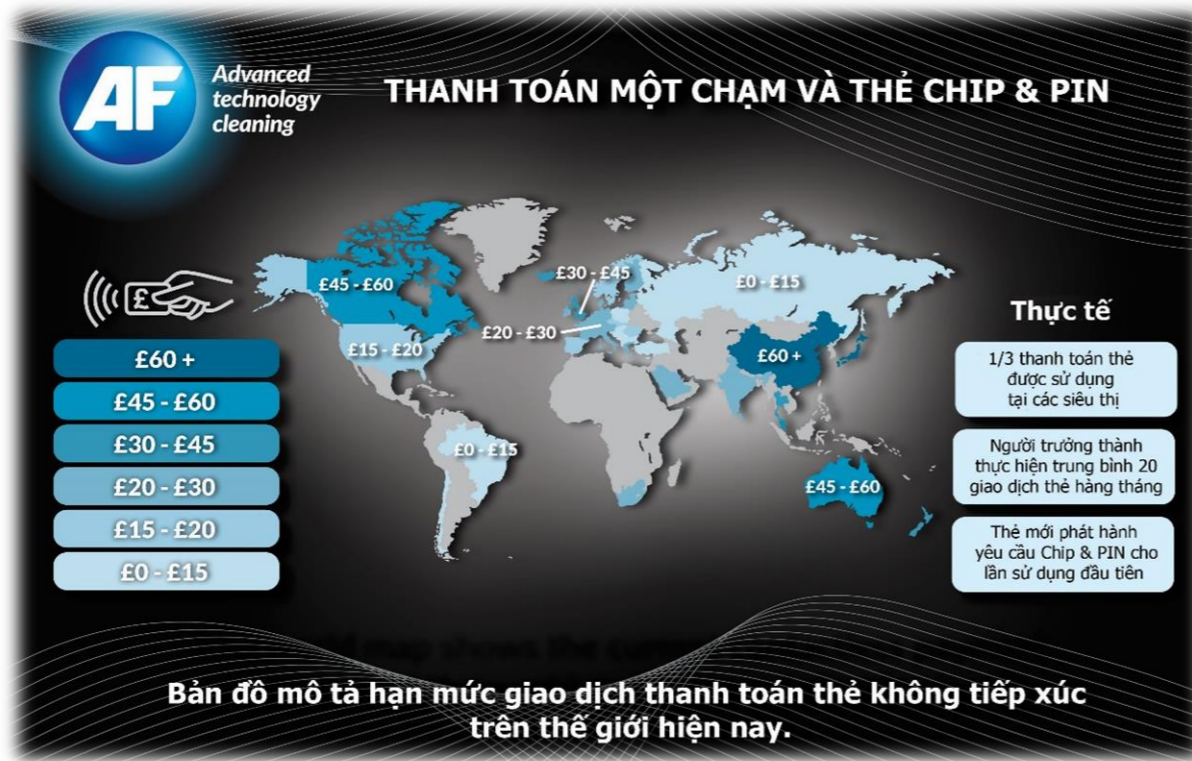 AF
Advanced
technology
cleaning
THANH TOÁN MỘT CHẠM VÀ THẺ CHIP & PIN
£45 - £60
£30 - £45
£0 - £15
£20 - £30
£15 - £20
£60 +
£0 - £15
£45 - £60
£
£60 +
£45 - £60
£30 - £45
£20 - £30
£15 - £20
£0 - £15
Thực tế
1/3 thanh toán thẻ
được sử dụng
tại các siêu thị
Người trưởng thành
thực hiện trung bình 20
giao dịch thẻ hàng tháng
Thẻ mới phát hành
yêu cầu Chip & PIN cho
lần sử dụng đầu tiên
map shows the
Bản đồ mô tả hạn mức giao dịch thanh toán thẻ không tiếp xúc
trên thế giới hiện nay.